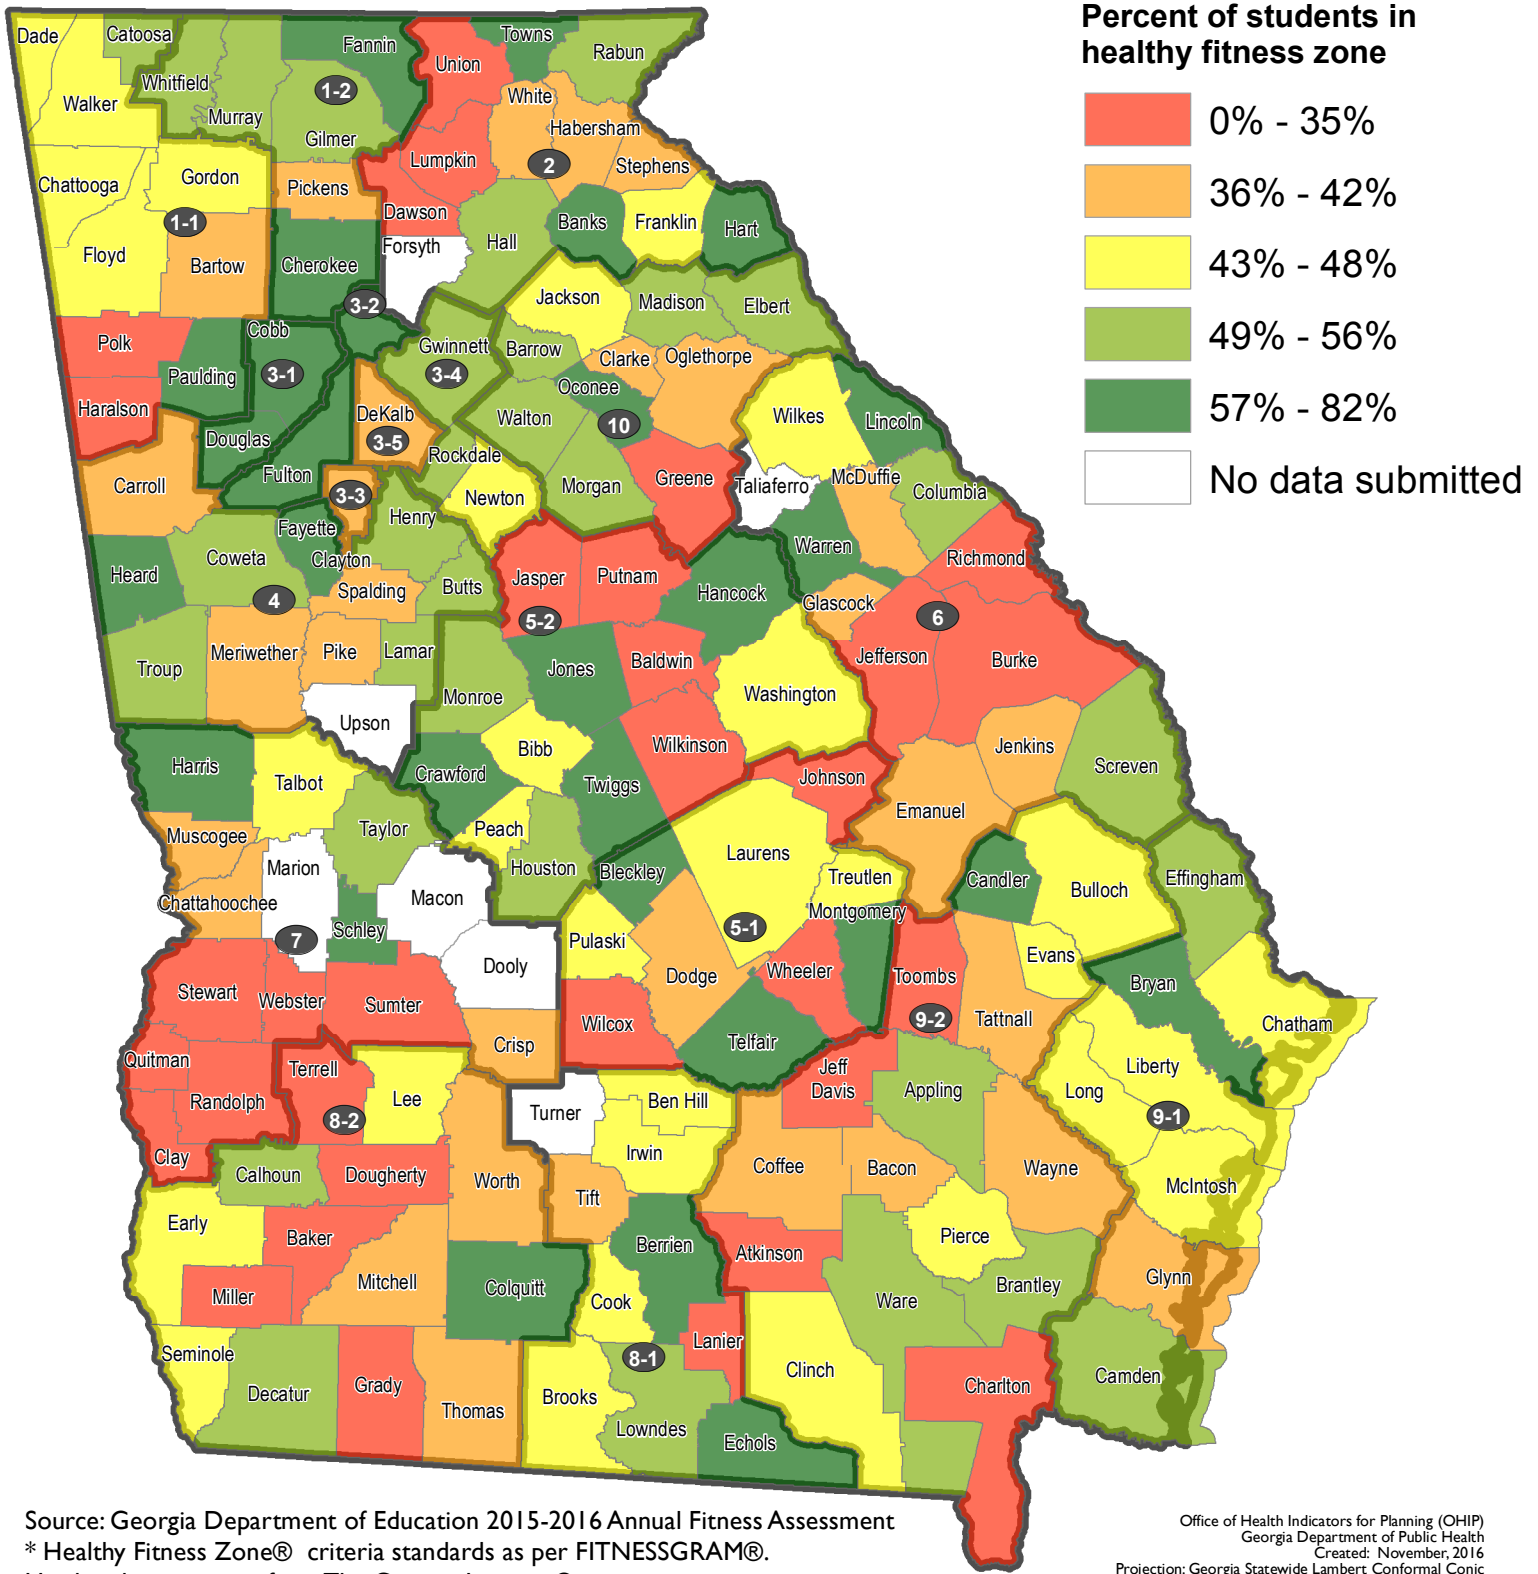 Percent of students in
healthy fitness zone
0% - 35%
36% - 42%
43% - 48%
49% - 56%
57% - 82%
No data submitted
Dade
Catoosa
Fannin
Towns
Union
Rabun
Whitfield
1-2
Walker
White
Murray
Gilmer
Habersham
Lumpkin
2
Stephens
Chattooga
Gordon
Pickens
1-1
Dawson
Banks
Franklin
Hart
Forsyth
Hall
Floyd
Bartow
Cherokee
3-2
Jackson
Madison
Elbert
Polk
Cobb
Gwinnett
Barrow
Clarke
Oglethorpe
Paulding
3-1
3-4
Oconee
Haralson
DeKalb
Walton
10
Wilkes
Lincoln
Douglas
3-5
Rockdale
Carroll
Fulton
3-3
Newton
Morgan
Greene
Taliaferro
McDuffie
Columbia
Henry
Fayette
Coweta
Clayton
Warren
Richmond
Heard
Spalding
Butts
Jasper
Putnam
Hancock
Glascock
4
5-2
6
Troup
Meriwether
Pike
Lamar
Jones
Baldwin
Jefferson
Burke
Monroe
Washington
Upson
Bibb
Wilkinson
Jenkins
Harris
Talbot
Crawford
Twiggs
Johnson
Screven
Muscogee
Taylor
Peach
Emanuel
Marion
Houston
Bleckley
Laurens
Treutlen
Candler
Bulloch
Effingham
Chattahoochee
Macon
Montgomery
7
Schley
Pulaski
5-1
Dooly
Dodge
Wheeler
Toombs
Evans
Bryan
Stewart
Webster
Sumter
Wilcox
9-2
Tattnall
Chatham
Crisp
Telfair
Quitman
Terrell
Jeff
Davis
Liberty
Randolph
Lee
Turner
Ben Hill
Appling
Long
8-2
9-1
Clay
Calhoun
Dougherty
Worth
Irwin
Coffee
Bacon
Wayne
Tift
McIntosh
Early
Baker
Berrien
Atkinson
Pierce
Miller
Mitchell
Colquitt
Cook
Ware
Brantley
Glynn
Seminole
Lanier
8-1
Clinch
Camden
Decatur
Grady
Thomas
Brooks
Charlton
Lowndes
Echols
Source: Georgia Department of Education 2015-2016 Annual Fitness Assessment
* Healthy Fitness Zone® criteria standards as per FITNESSGRAM®.
Office of Health Indicators for Planning (OHIP)
Georgia Department of Public Health
Created: November, 2016
Projection: Georgia Statewide Lambert Conformal Conic